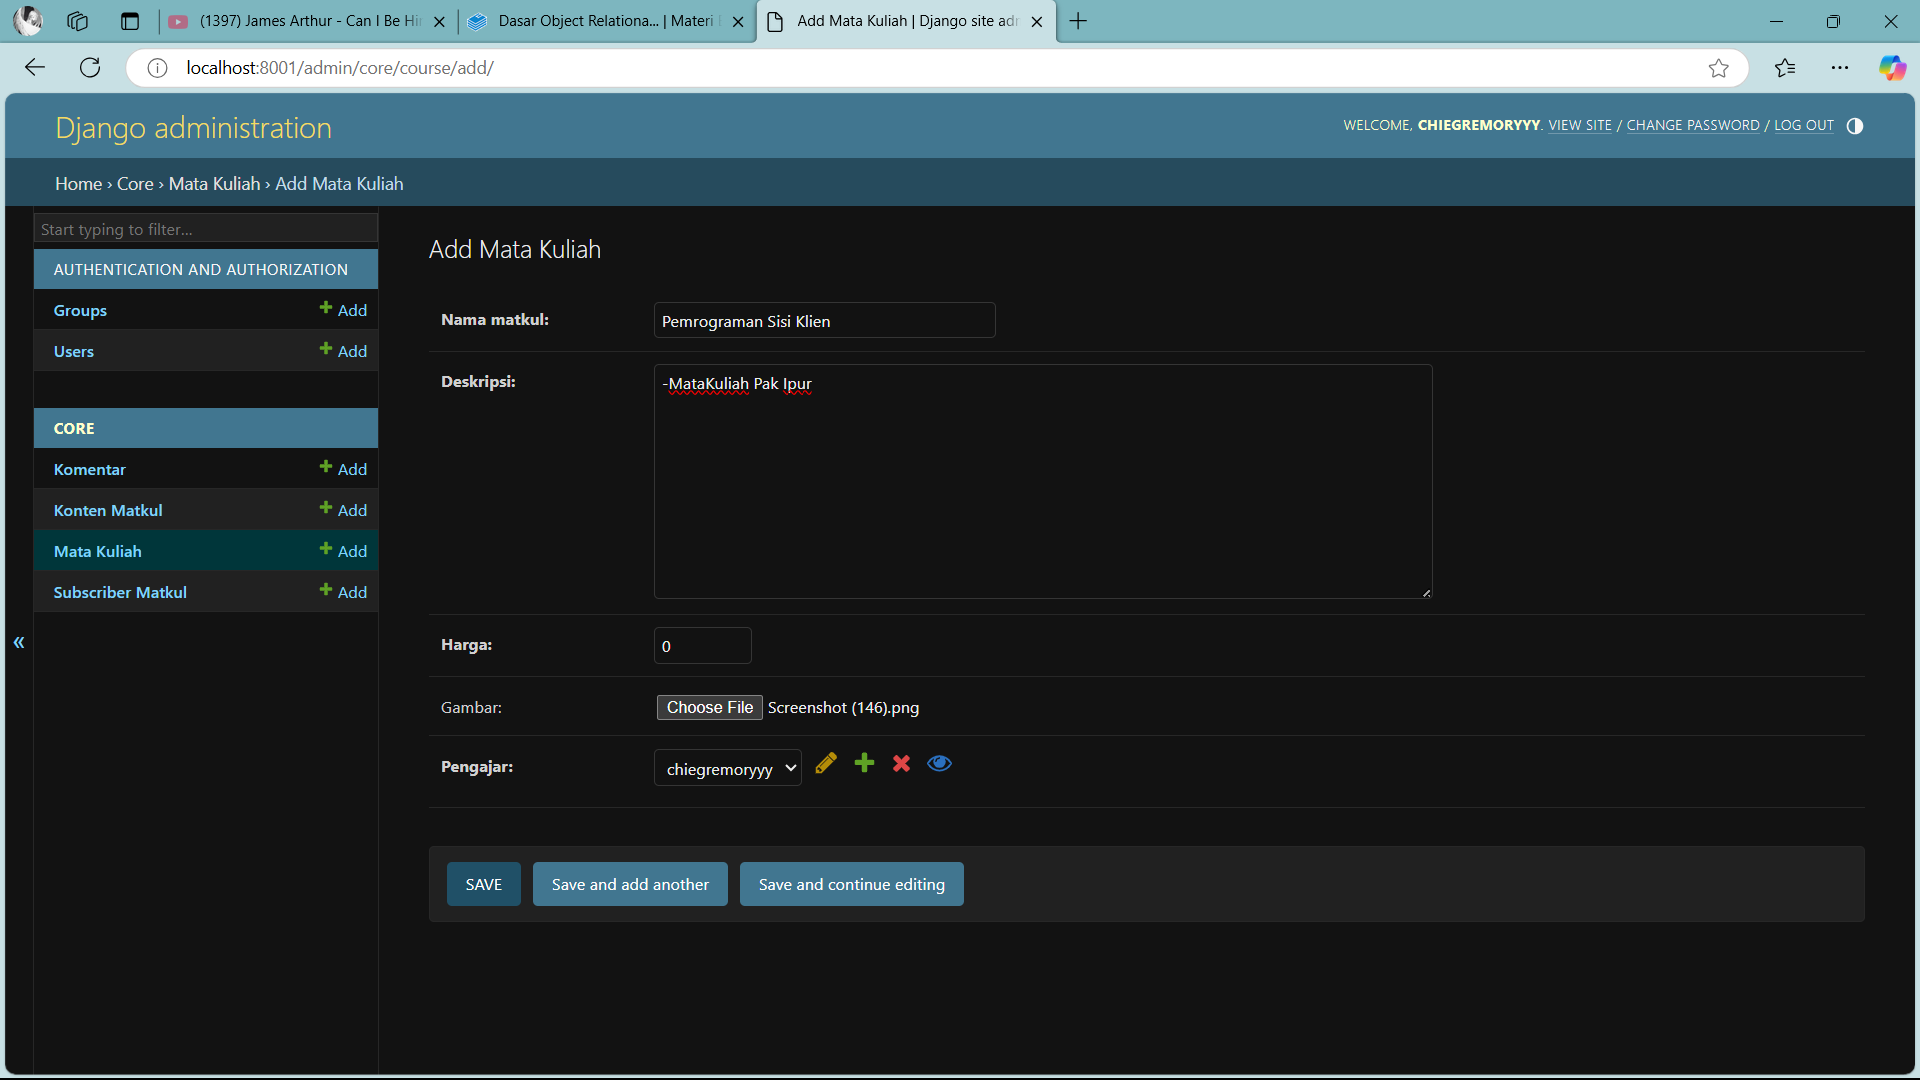 (1397) James Arthur - Can I Be Hi
Dasar Object Relationa... | Materi
Add Mata Kuliah | Django site adr
localhost:8001/admin/core/course/add/
Django administration
WELCOME, CHIEGREMORYYY. VIEW SITE / CHANGE PASSWORD / LOG OUT
Home › Core › Mata Kuliah › Add Mata Kuliah
Start typing to filter...
AUTHENTICATION AND AUTHORIZATION
Groups Add
Users Add
CORE
Komentar Add
Konten Matkul Add
Mata Kuliah Add
Subscriber Matkul Add
«
Add Mata Kuliah
Nama matkul: Pemrograman Sisi Klien
Deskripsi: -MataKuliah Pak Ipur
Harga: 0
Gambar: Choose File Screenshot (146).png
Pengajar: chiegremoryyy
SAVE Save and add another Save and continue editing